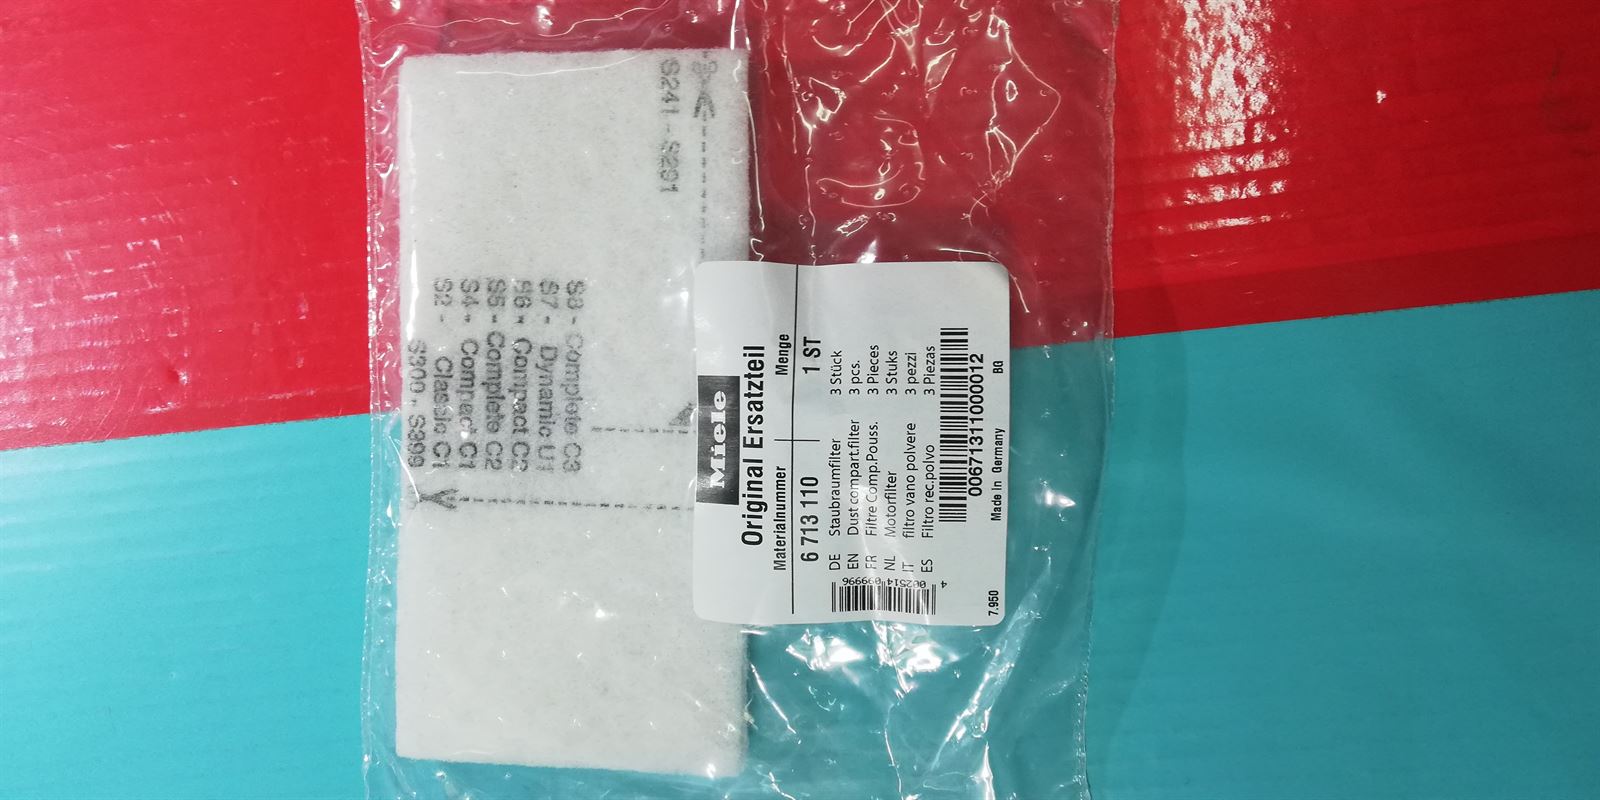 S241 - S291
S8 - Complete C3
S7 - Dynamic U1
S6 - Compact C2
S5 - Complete C2
S4 - Compact C1
S2 - Classic C1
S300 - S399
Miele
Original Ersatzteil
Materialnummer Menge
6 713 110 1 ST
DE Staubraumfilter 3 Stück
EN Dust compart.filter 3 pcs.
FR Filtre Comp.Pouss. 3 Pieces
NL Motorfilter 3 Stuks
IT filtro vano polvere 3 pezzi
ES Filtro rec.polvo 3 Piezas
4 002514 099996
00671311000012
7.950 Made in Germany BG